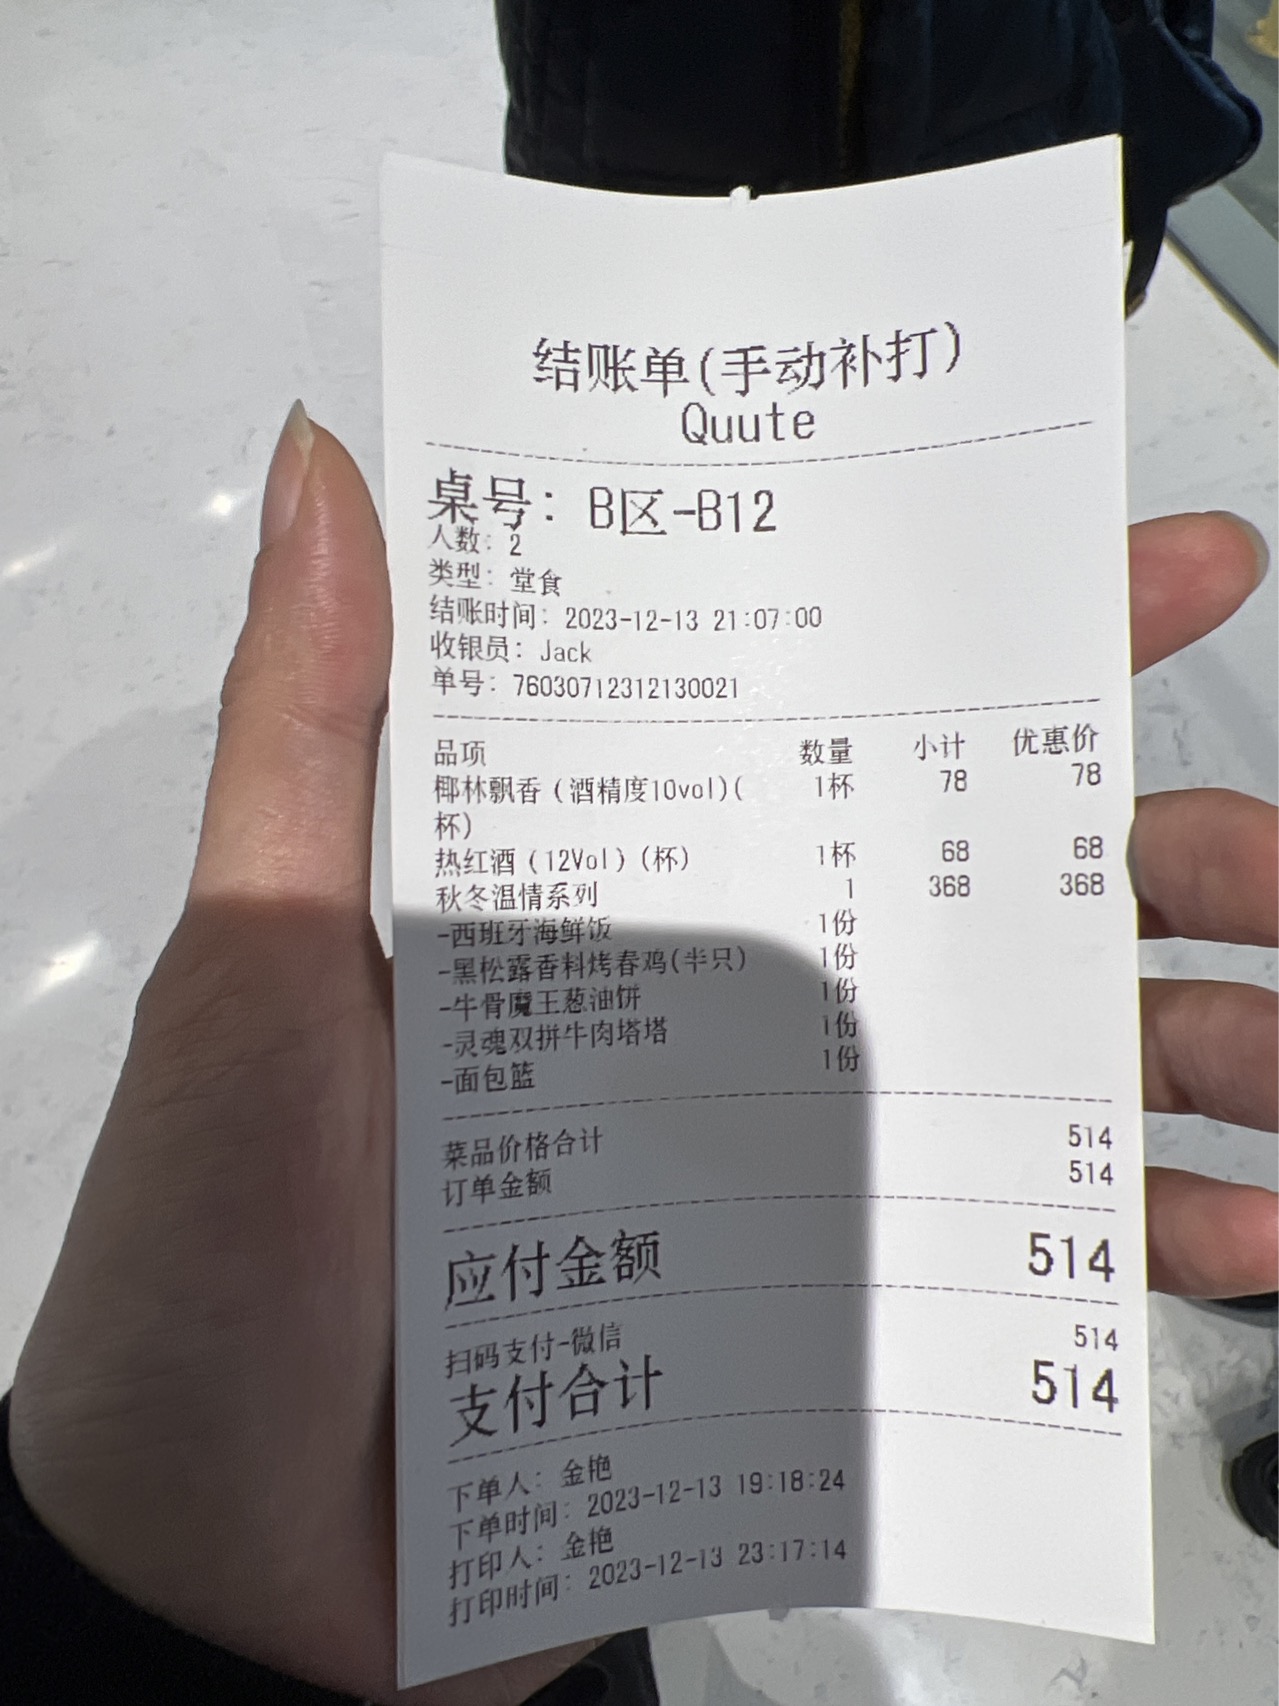 结账单(手动补打)
Quute
桌号: B区-B12
人数: 2
类型: 堂食
结账时间: 2023-12-13 21:07:00
收银员: Jack
单号: 76030712312130021
品项 数量 小计 优惠价
椰林飘香(酒精度10vol)( 1杯 78 78
杯)
热红酒(12Vol)(杯) 1杯 68 68
秋冬温情系列 1 368 368
-西班牙海鲜饭 1份
-黑松露香料烤春鸡(半只) 1份
-牛骨魔王葱油饼 1份
-灵魂双拼牛肉塔塔 1份
-面包篮 1份
菜品价格合计 514
订单金额 514
应付金额 514
扫码支付-微信 514
支付合计 514
下单人: 金艳
下单时间: 2023-12-13 19:18:24
打印人: 金艳
打印时间: 2023-12-13 23:17:14